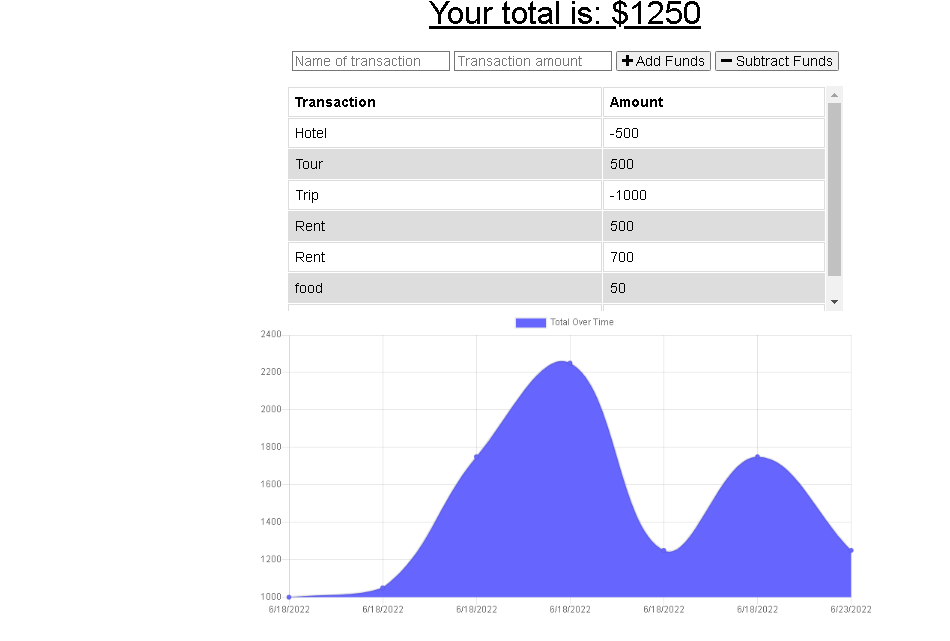 Your total is: $1250
Name of transaction Transaction amount Add Funds Subtract Funds
Transaction Amount
Hotel -500
Tour 500
Trip -1000
Rent 500
Rent 700
food 50
Total Over Time
2400
2200
2000
1800
1600
1400
1200
1000
6/18/2022 6/18/2022 6/18/2022 6/18/2022 6/18/2022 6/18/2022 6/23/2022